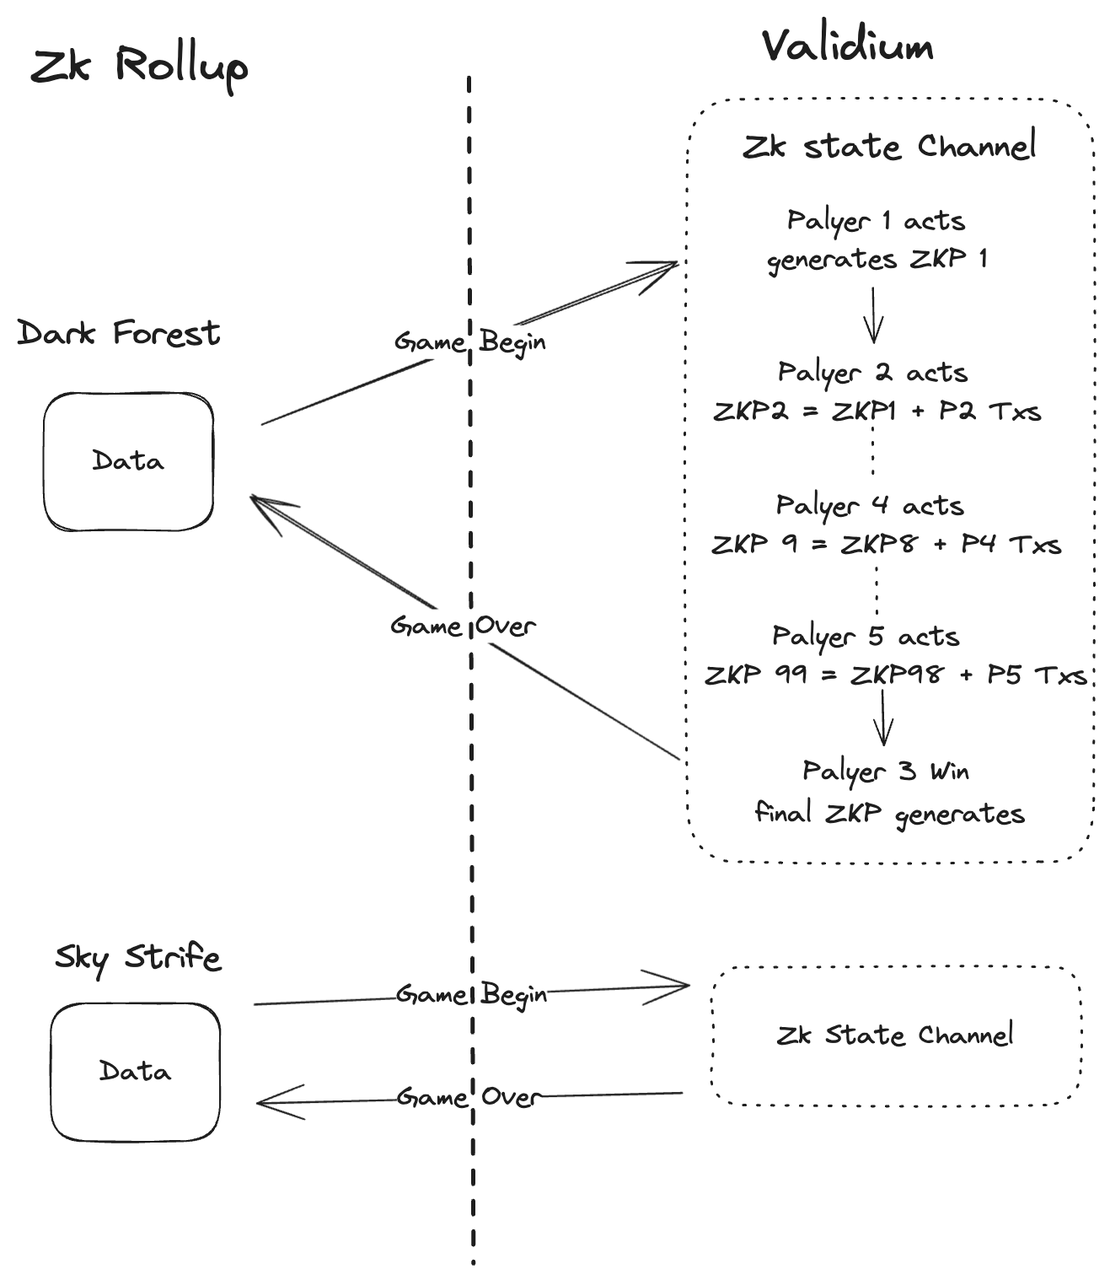 Zk Rollup
Validium
Zk state Channel
Palyer 1 acts
generates ZKP 1
Palyer 2 acts
ZKP2 = ZKP1 + P2 Txs
Palyer 4 acts
ZKP 9 = ZKP8 + P4 Txs
Palyer 5 acts
ZKP 99 = ZKP98 + P5 Txs
Palyer 3 Win
final ZKP generates
Dark Forest
Data
Game Begin
Game Over
Sky Strife
Data
Game Begin
Game Over
Zk State Channel